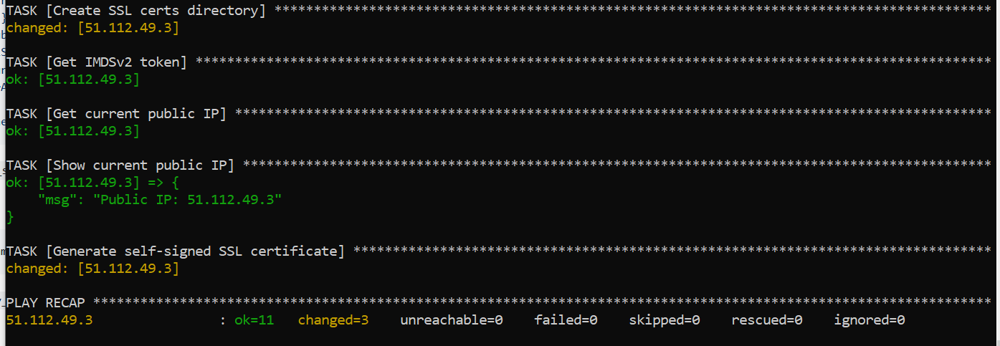 TASK [Create SSL certs directory] *******************************************************************************************
changed: [51.112.49.3]
TASK [Get IMDSv2 token] *****************************************************************************************************
ok: [51.112.49.3]
TASK [Get current public IP] ************************************************************************************************
ok: [51.112.49.3]
TASK [Show current public IP] ***********************************************************************************************
ok: [51.112.49.3] => {
    "msg": "Public IP: 51.112.49.3"
}
TASK [Generate self-signed SSL certificate] *********************************************************************************
changed: [51.112.49.3]
PLAY RECAP ******************************************************************************************************************
51.112.49.3                : ok=11   changed=3    unreachable=0    failed=0    skipped=0    rescued=0    ignored=0